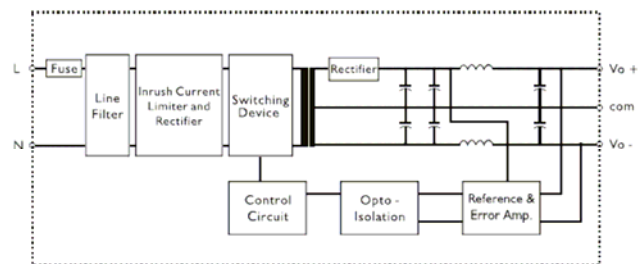 L
Fuse
Line
Filter
Inrush Current
Limiter and
Rectifier
Switching
Device
Rectifier
Vo +
com
N
Vo -
Control
Circuit
Opto -
Isolation
Reference &
Error Amp.